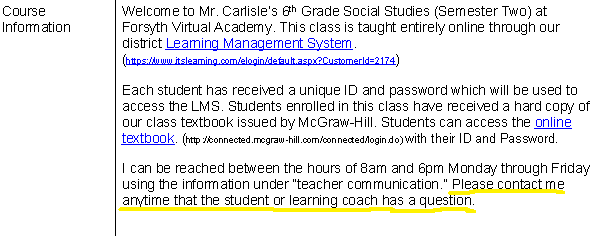 Course
Information
Welcome to Mr. Carlisle's 6th Grade Social Studies (Semester Two) at
Forsyth Virtual Academy. This class is taught entirely online through our
district Learning Management System.
(https://www.itslearning.com/elogin/default.aspx?CustomerId=2174)
Each student has received a unique ID and password which will be used to
access the LMS. Students enrolled in this class have received a hard copy of
our class textbook issued by McGraw-Hill. Students can access the online
textbook. (http://connected.mcgraw-hill.com/connected/login.do) with their ID and Password.
I can be reached between the hours of 8am and 6pm Monday through Friday
using the information under "teacher communication." Please contact me
anytime that the student or learning coach has a question.